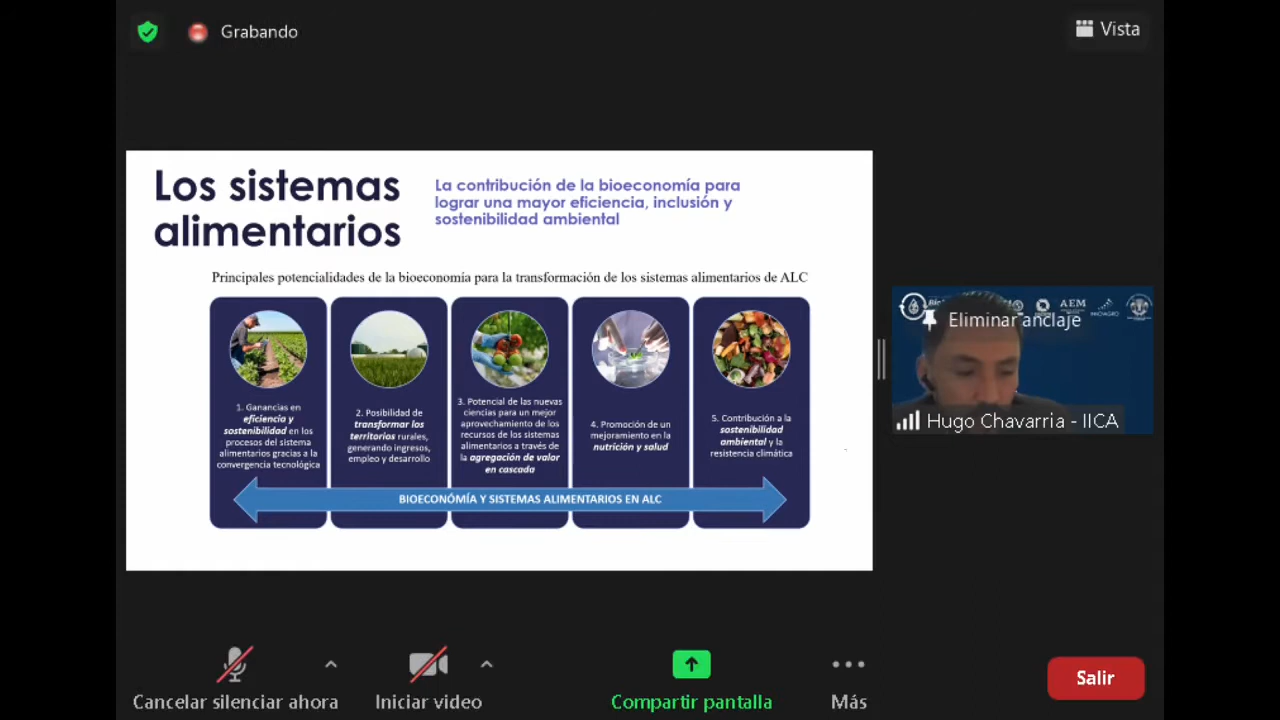 Grabando
Vista
Los sistemas
alimentarios
La contribución de la bioeconomía para
lograr una mayor eficiencia, inclusión y
sostenibilidad ambiental
Principales potencialidades de la bioeconomía para la transformación de los sistemas alimentarios de ALC
1. Ganancias en
eficiencia y
sostenibilidad en los
procesos del sistema
alimentarios gracias a la
convergencia tecnológica
2. Posibilidad de
transformar los
territorios rurales,
generando ingresos,
empleo y desarrollo
3. Potencial de las nuevas
ciencias para un mejor
aprovechamiento de los
recursos de los sistemas
alimentarios a través de
la agregación de valor
en cascada
4. Promoción de un
mejoramiento en la
nutrición y salud
5. Contribución a la
sostenibilidad
ambiental y la
resistencia climática
BIOECONÓMÍA Y SISTEMAS ALIMENTARIOS EN ALC
AEM
Eliminar anclaje
Hugo Chavarria - IICA
Cancelar silenciar ahora
Iniciar video
Compartir pantalla
Más
Salir